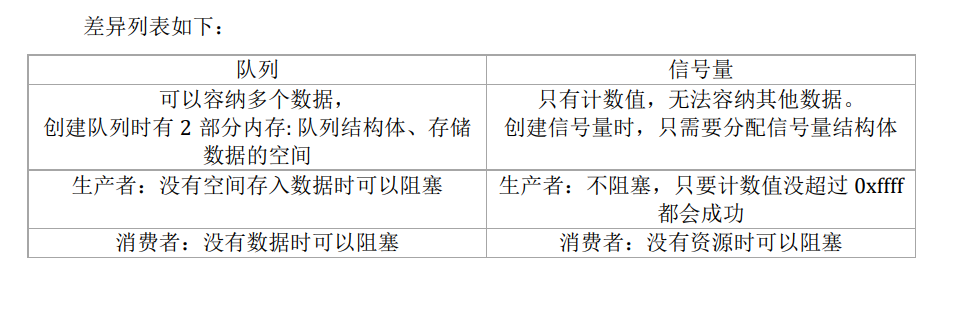 差异列表如下：
队列
信号量
可以容纳多个数据，
创建队列时有 2 部分内存: 队列结构体、存储
数据的空间
只有计数值，无法容纳其他数据。
创建信号量时，只需要分配信号量结构体
生产者：没有空间存入数据时可以阻塞
生产者：不阻塞，只要计数值没超过 0xffff
都会成功
消费者：没有数据时可以阻塞
消费者：没有资源时可以阻塞